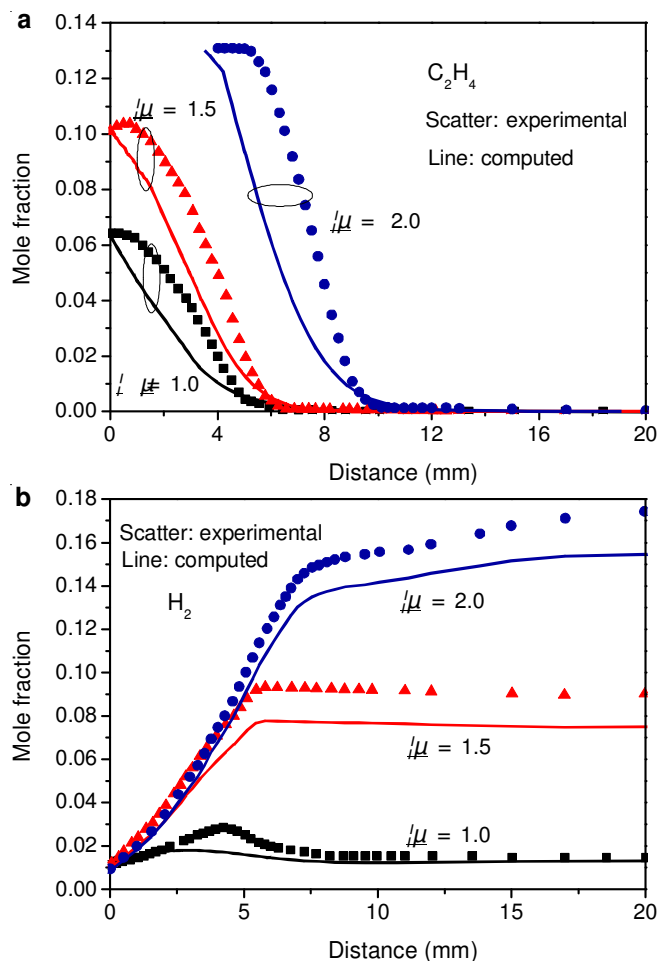 a
0.14
0.12
0.10
0.08
0.06
0.04
0.02
0.00
Mole fraction
C2H4
Scatter: experimental
Line: computed
¦µ = 1.5
¦µ = 2.0
¦µ = 1.0
0 4 8 12 16 20
Distance (mm)
b
0.18
0.16
0.14
0.12
0.10
0.08
0.06
0.04
0.02
0.00
Mole fraction
Scatter: experimental
Line: computed
H2
¦µ = 2.0
¦µ = 1.5
¦µ = 1.0
0 5 10 15 20
Distance (mm)